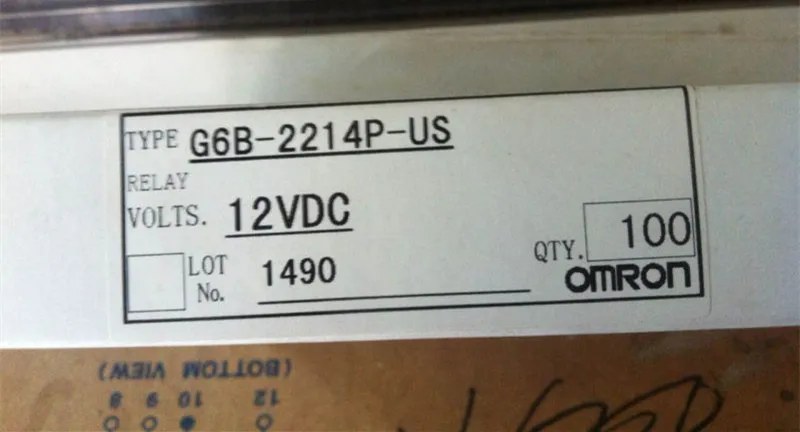 TYPE G6B-2214P-US
RELAY
VOLTS. 12VDC
LOT No. 1490
QTY. 100
OMRON
(BOTTOM VIEW)
12 10 9 8